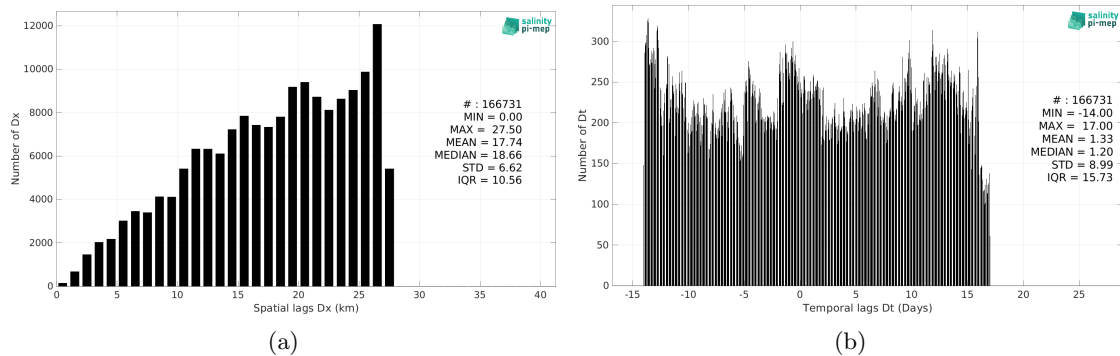 12000
10000
8000
6000
4000
2000
0
Number of Dx
0 5 10 15 20 25 30 35 40
Spatial lags Dx (km)
salinity
pi-mep
# : 166731
MIN = 0.00
MAX = 27.50
MEAN = 17.74
MEDIAN = 18.66
STD = 6.62
IQR = 10.56
(a)
300
250
200
150
100
50
0
Number of Dt
-15 -10 -5 0 5 10 15 20 25
Temporal lags Dt (Days)
salinity
pi-mep
# : 166731
MIN = -14.00
MAX = 17.00
MEAN = 1.33
MEDIAN = 1.20
STD = 8.99
IQR = 15.73
(b)